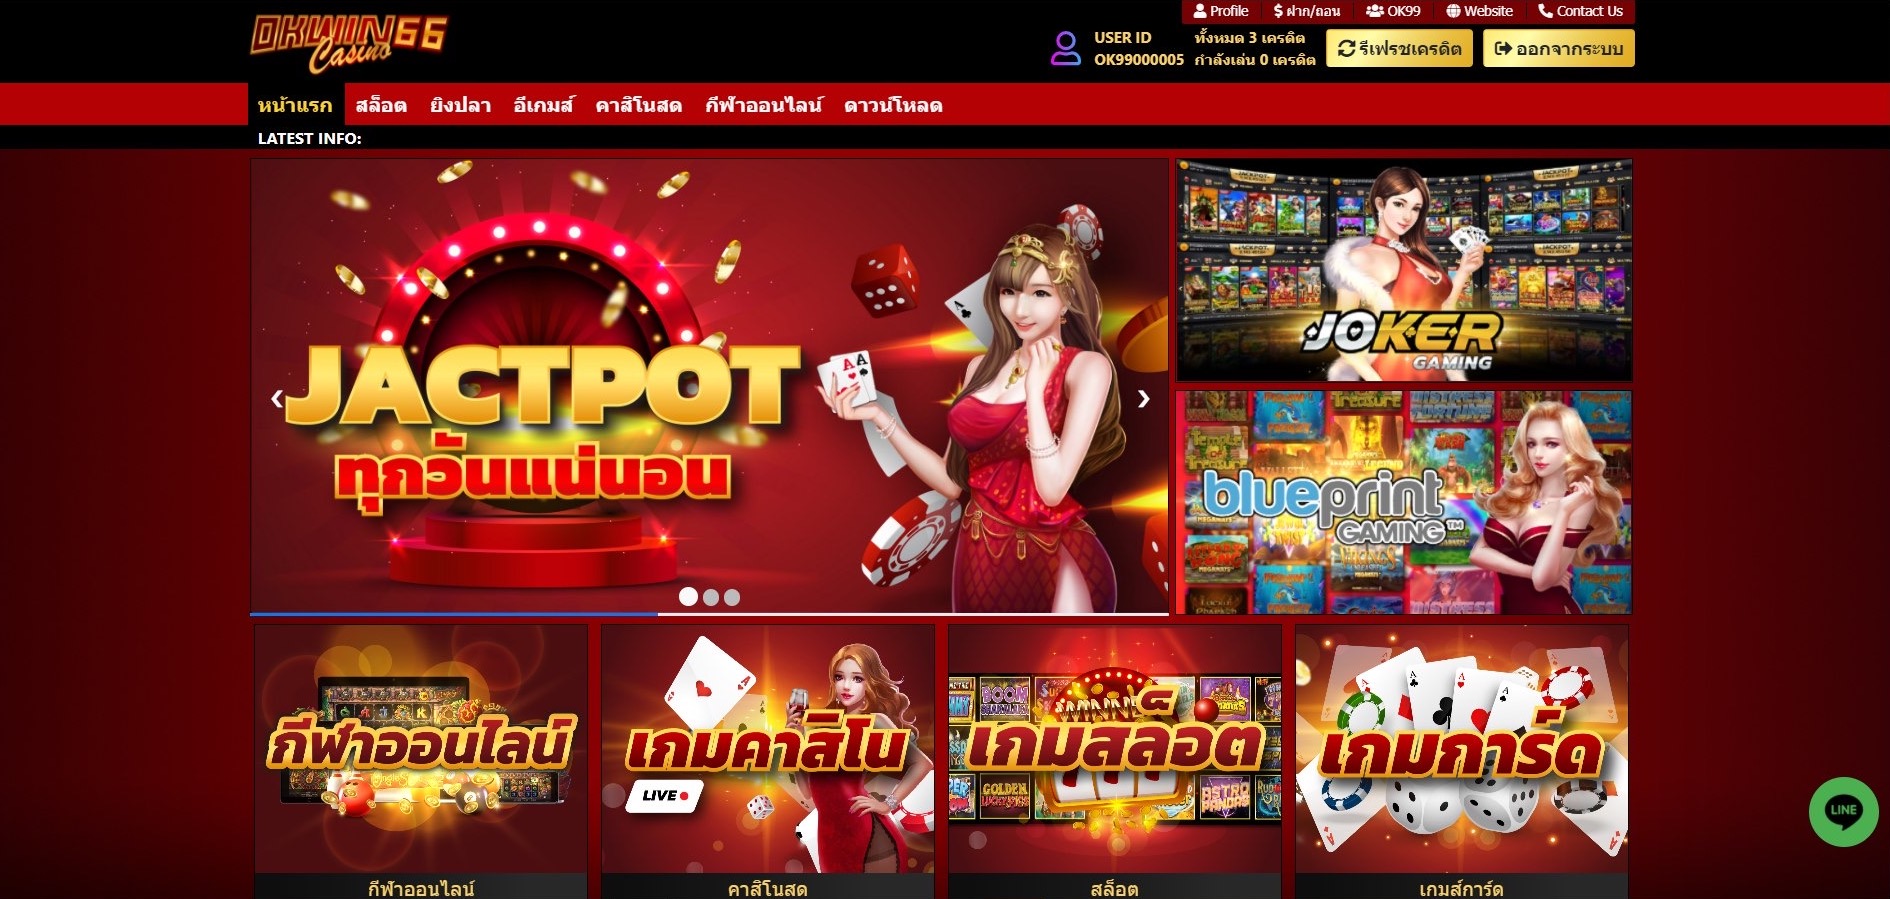 OKWIN66
Casino
Profile
ฝาก/ถอน
OK99
Website
Contact Us
USER ID
OK99000005
ทั้งหมด 3 เครดิต
กำลังเล่น 0 เครดิต
รีเฟรชเครดิต
ออกจากระบบ
หน้าแรก
สล็อต
ยิงปลา
อีเกมส์
คาสิโนสด
กีฬาออนไลน์
ดาวน์โหลด
LATEST INFO:
JACTPOT
ทุกวันแน่นอน
JOKER
GAMING
blueprint
GAMING™
กีฬาออนไลน์
เกมคาสิโน
LIVE
เกมสล็อต
GOLDEN
ASTRO
PANDAS
เกมการ์ด
LINE
กีฬาออนไลน์
คาสิโนสด
สล็อต
เกมส์การ์ด